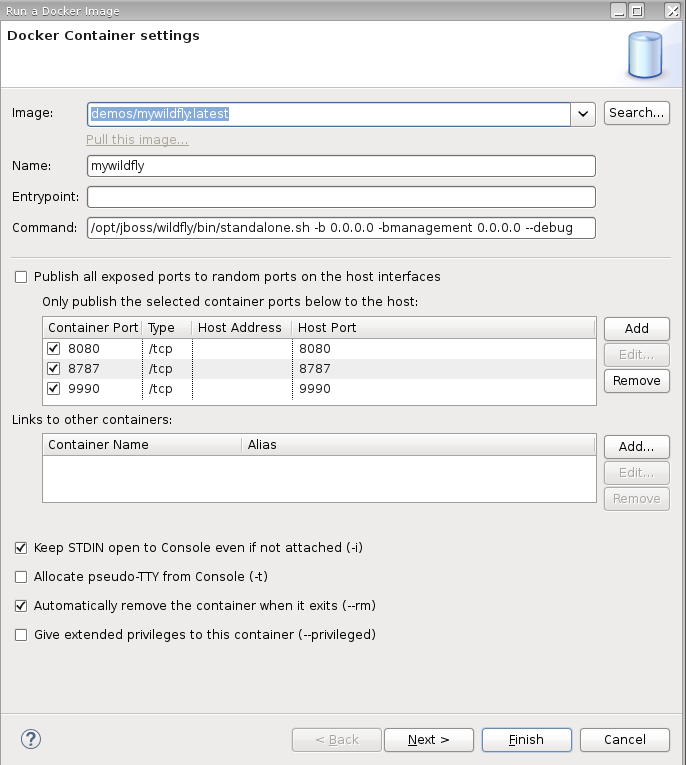 Run a Docker Image
Docker Container settings
Image: demos/mywildfly:latest Search...
Pull this image...
Name: mywildfly
Entrypoint:
Command: /opt/jboss/wildfly/bin/standalone.sh -b 0.0.0.0 -bmanagement 0.0.0.0 --debug
Publish all exposed ports to random ports on the host interfaces
Only publish the selected container ports below to the host:
Container Port Type Host Address Host Port Add
8080 /tcp 8080 Edit...
8787 /tcp 8787
9990 /tcp 9990 Remove
Links to other containers:
Container Name Alias Add...
Edit...
Remove
Keep STDIN open to Console even if not attached (-i)
Allocate pseudo-TTY from Console (-t)
Automatically remove the container when it exits (--rm)
Give extended privileges to this container (--privileged)
? < Back Next > Finish Cancel